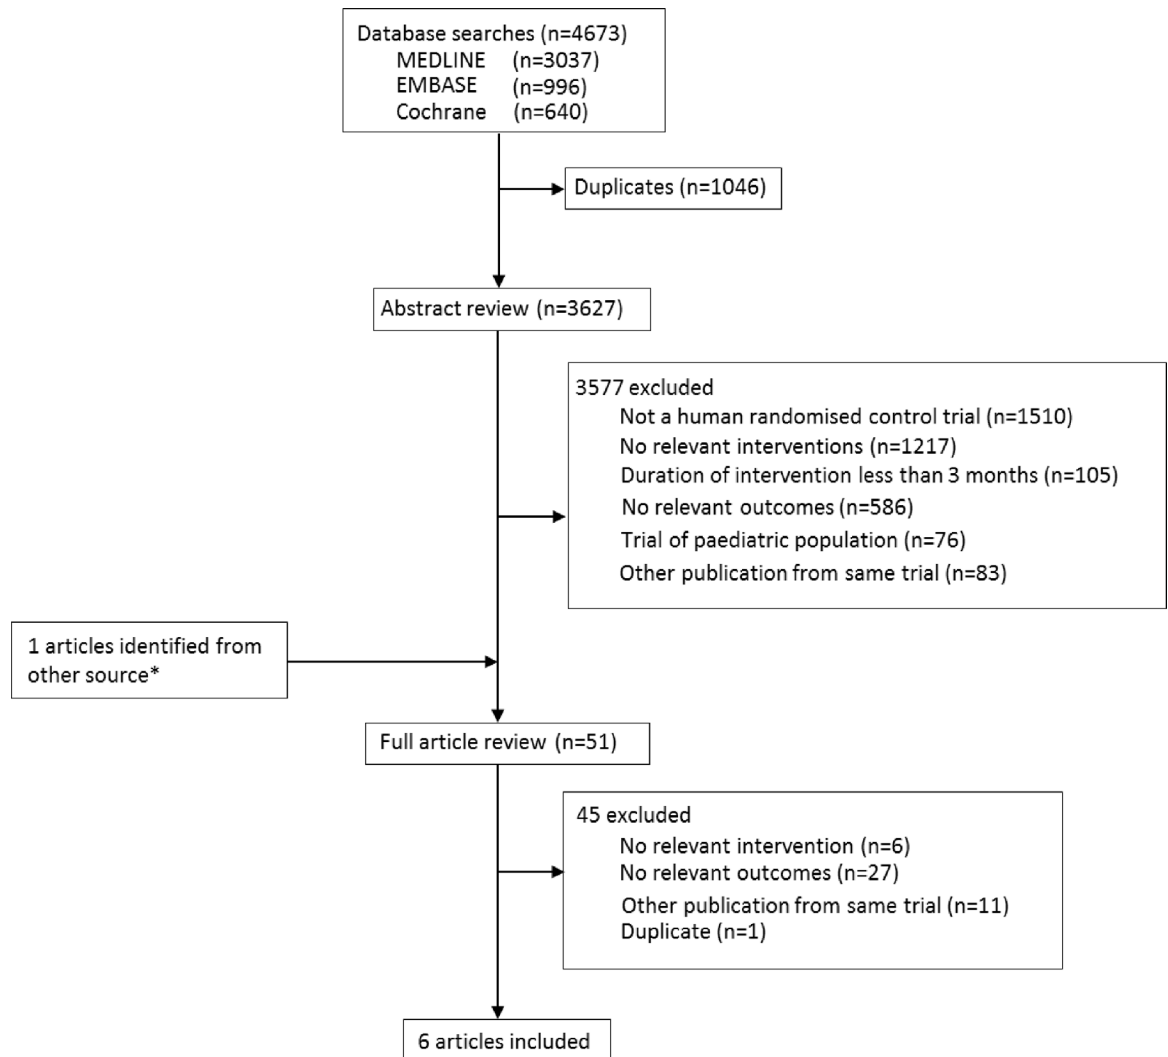 Database searches (n=4673)
MEDLINE (n=3037)
EMBASE (n=996)
Cochrane (n=640)
Duplicates (n=1046)
Abstract review (n=3627)
3577 excluded
Not a human randomised control trial (n=1510)
No relevant interventions (n=1217)
Duration of intervention less than 3 months (n=105)
No relevant outcomes (n=586)
Trial of paediatric population (n=76)
Other publication from same trial (n=83)
1 articles identified from
other source*
Full article review (n=51)
45 excluded
No relevant intervention (n=6)
No relevant outcomes (n=27)
Other publication from same trial (n=11)
Duplicate (n=1)
6 articles included